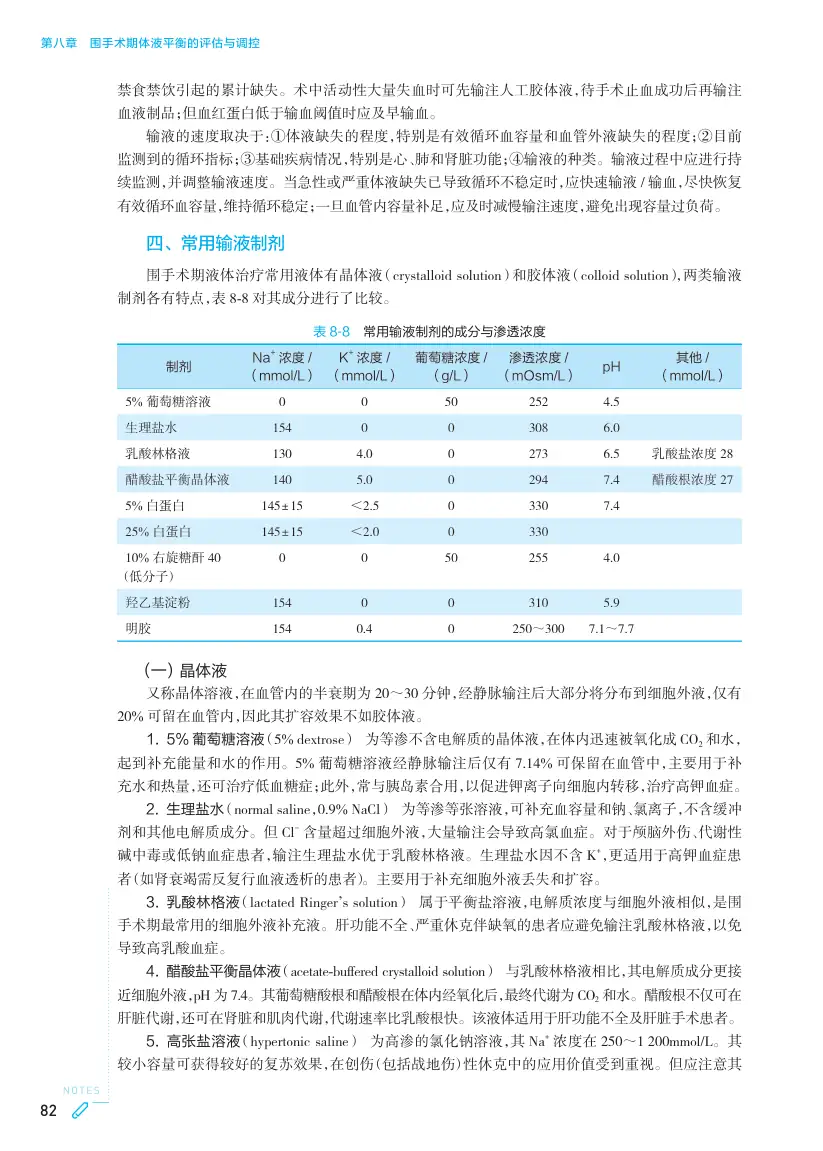 第八章 围手术期体液平衡的评估与调控
禁食禁饮引起的累计缺失。术中活动性大量失血时可先输注人工胶体液,待手术止血成功后再输注
血液制品;但血红蛋白低于输血阈值时应及早输血。
输液的速度取决于:①体液缺失的程度,特别是有效循环血容量和血管外液缺失的程度;②目前
监测到的循环指标;③基础疾病情况,特别是心、肺和肾脏功能;④输液的种类。输液过程中应进行持
续监测,并调整输液速度。当急性或严重体液缺失已导致循环不稳定时,应快速输液/输血,尽快恢复
有效循环血容量,维持循环稳定;一旦血管内容量补足,应及时减慢输注速度,避免出现容量过负荷。
四、常用输液制剂
围手术期液体治疗常用液体有晶体液(crystalloid solution)和胶体液(colloid solution),两类输液
制剂各有特点,表 8-8 对其成分进行了比较。
表 8-8 常用输液制剂的成分与渗透浓度
制剂 Na⁺ 浓度/(mmol/L) K⁺ 浓度/(mmol/L) 葡萄糖浓度/(g/L) 渗透浓度/(mOsm/L) pH 其他/(mmol/L)
5% 葡萄糖溶液 0 0 50 252 4.5
生理盐水 154 0 0 308 6.0
乳酸林格液 130 4.0 0 273 6.5 乳酸盐浓度 28
醋酸盐平衡晶体液 140 5.0 0 294 7.4 醋酸根浓度 27
5% 白蛋白 145±15 <2.5 0 330 7.4
25% 白蛋白 145±15 <2.0 0 330
10% 右旋糖酐 40 0 0 50 255 4.0
(低分子)
羟乙基淀粉 154 0 0 310 5.9
明胶 154 0.4 0 250~300 7.1~7.7
(一) 晶体液
又称晶体溶液,在血管内的半衰期为 20~30 分钟,经静脉输注后大部分将分布到细胞外液,仅有
20% 可留在血管内,因此其扩容效果不如胶体液。
1. 5% 葡萄糖溶液(5% dextrose) 为等渗不含电解质的晶体液,在体内迅速被氧化成 CO₂ 和水,
起到补充能量和水的作用。5% 葡萄糖溶液经静脉输注后仅有 7.14% 可保留在血管中,主要用于补
充水和热量,还可治疗低血糖症;此外,常与胰岛素合用,以促进钾离子向细胞内转移,治疗高钾血症。
2. 生理盐水(normal saline,0.9% NaCl) 为等渗等张溶液,可补充血容量和钠、氯离子,不含缓冲
剂和其他电解质成分。但 Cl⁻ 含量超过细胞外液,大量输注会导致高氯血症。对于颅脑外伤、代谢性
碱中毒或低钠血症患者,输注生理盐水优于乳酸林格液。生理盐水因不含 K⁺,更适用于高钾血症患
者(如肾衰竭需反复行血液透析的患者)。主要用于补充细胞外液丢失和扩容。
3. 乳酸林格液(lactated Ringer's solution) 属于平衡盐溶液,电解质浓度与细胞外液相似,是围
手术期最常用的细胞外液补充液。肝功能不全、严重休克伴缺氧的患者应避免输注乳酸林格液,以免
导致高乳酸血症。
4. 醋酸盐平衡晶体液(acetate-buffered crystalloid solution) 与乳酸林格液相比,其电解质成分更接
近细胞外液,pH 为 7.4。其葡萄糖酸根和醋酸根在体内经氧化后,最终代谢为 CO₂ 和水。醋酸根不仅可在
肝脏代谢,还可在肾脏和肌肉代谢,代谢速率比乳酸根快。该液体适用于肝功能不全及肝脏手术患者。
5. 高张盐溶液(hypertonic saline) 为高渗的氯化钠溶液,其 Na⁺ 浓度在 250~1 200mmol/L。其
较小容量可获得较好的复苏效果,在创伤(包括战地伤)性休克中的应用价值受到重视。但应注意其
NOTES
82